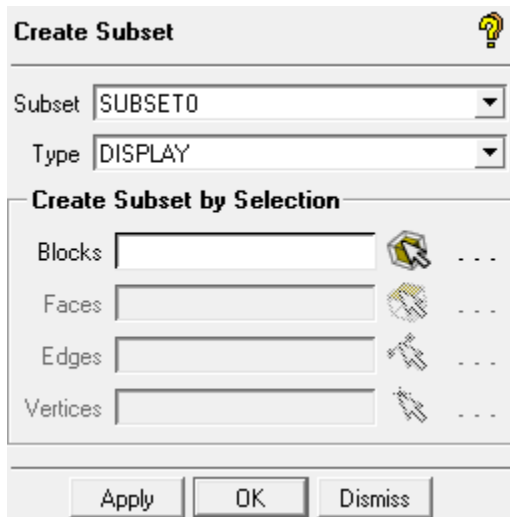 Create Subset
Subset SUBSET0
Type DISPLAY
Create Subset by Selection
Blocks ...
Faces ...
Edges ...
Vertices ...
Apply OK Dismiss